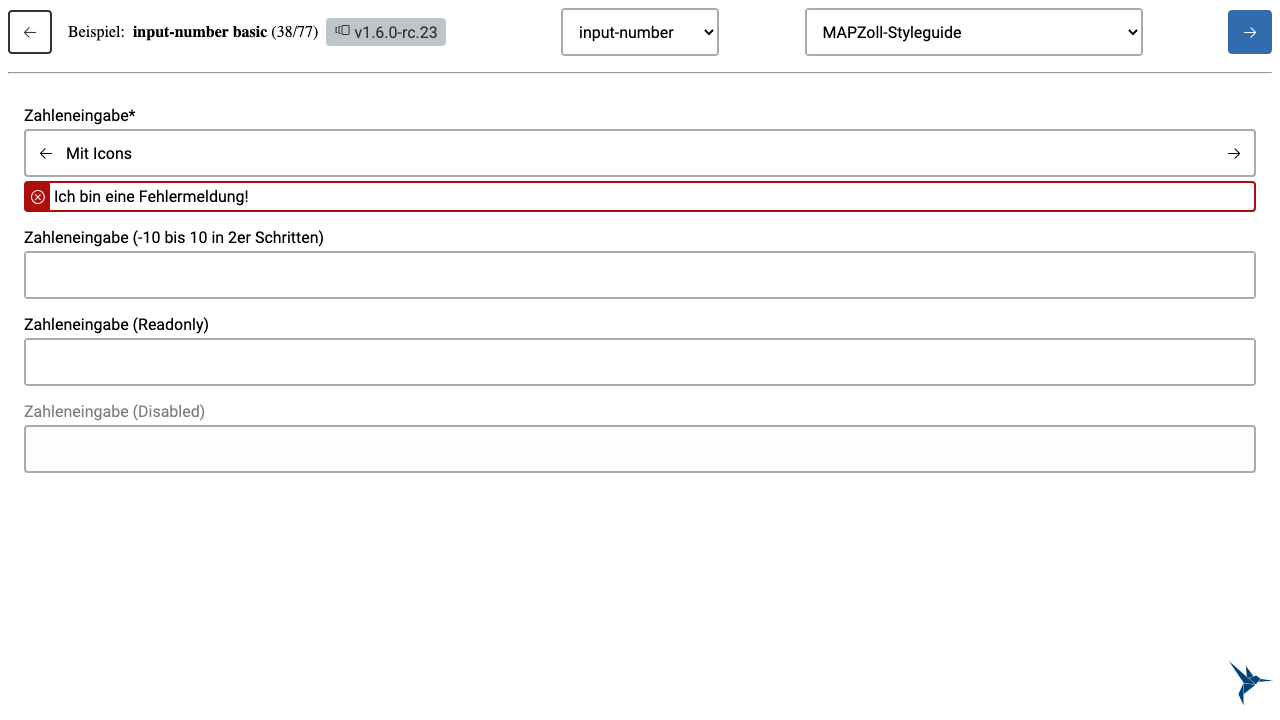 Beispiel: input-number basic (38/77) v1.6.0-rc.23 input-number MAPZoll-Styleguide
Zahleneingabe*
Mit Icons
Ich bin eine Fehlermeldung!
Zahleneingabe (-10 bis 10 in 2er Schritten)
Zahleneingabe (Readonly)
Zahleneingabe (Disabled)